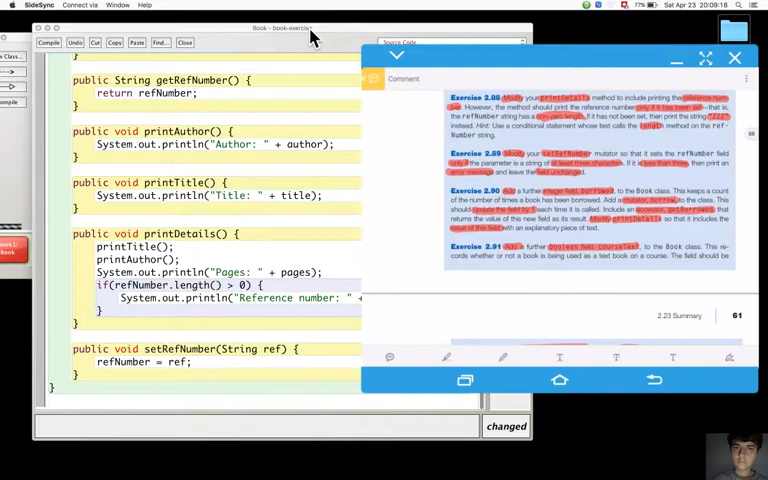 SideSync Connect via Window Help
77% Sat Apr 23 20:09:18
Book - book-exercise
Compile Undo Cut Copy Paste Find... Close
Source Code
w Class...
ompile
book1:
Book
}
public String getRefNumber() {
return refNumber;
}
public void printAuthor() {
System.out.println("Author: " + author);
}
public void printTitle() {
System.out.println("Title: " + title);
}
public void printDetails() {
printTitle();
printAuthor();
System.out.println("Pages: " + pages);
if(refNumber.length() > 0) {
System.out.println("Reference number: " +
}
}
public void setRefNumber(String ref) {
refNumber = ref;
}
}
changed
Comment
Exercise 2.88 Modify your printDetails method to include printing the reference num-
ber. However, the method should print the reference number only if it has been set—that is,
the refNumber string has a non-zero length. If it has not been set, then print the string "ZZZ"
instead. Hint: Use a conditional statement whose test calls the length method on the ref-
Number string.
Exercise 2.89 Modify your setRefNumber mutator so that it sets the refNumber field
only if the parameter is a string of at least three characters. If it is less than three, then print an
error message and leave the field unchanged.
Exercise 2.90 Add a further integer field, borrowed, to the Book class. This keeps a count
of the number of times a book has been borrowed. Add a mutator, borrow, to the class. This
should update the field by 1 each time it is called. Include an accessor, getBorrowed, that
returns the value of this new field as its result. Modify printDetails so that it includes the
value of this field with an explanatory piece of text.
Exercise 2.91 Add a further boolean field, courseText, to the Book class. This re-
cords whether or not a book is being used as a text book on a course. The field should be
88
2.23 Summary 61